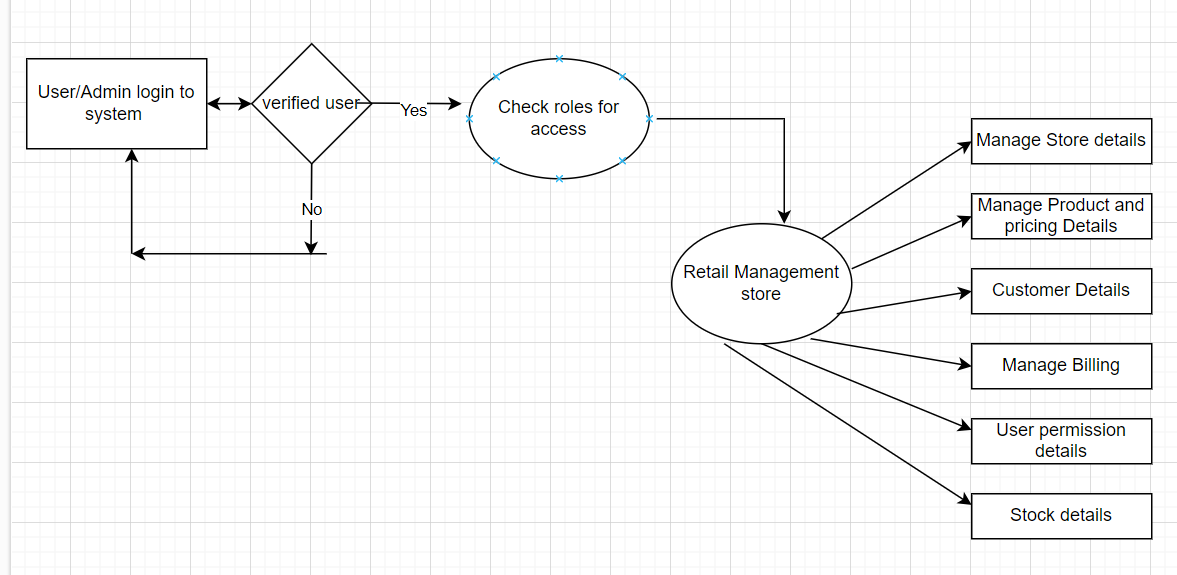 User/Admin login to
system
verified user
Yes
No
Check roles for
access
Retail Management
store
Manage Store details
Manage Product and
pricing Details
Customer Details
Manage Billing
User permission
details
Stock details